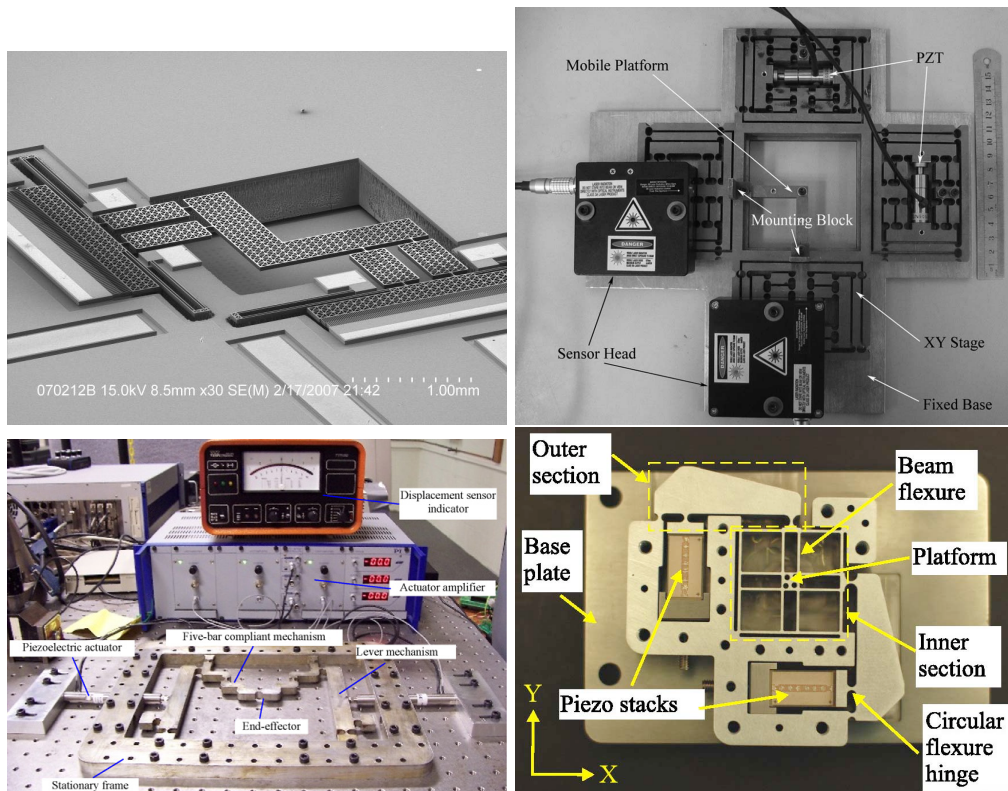 070212B 15.0kV 8.5mm x30 SE(M) 2/17/2007 21:42
1.00mm
Mobile Platform
PZT
Mounting Block
DANGER
Sensor Head
XY Stage
Fixed Base
Displacement sensor
indicator
Actuator amplifier
Five-bar compliant mechanism
Piezoelectric actuator
Lever mechanism
End-effector
Stationary frame
Outer
section
Beam
flexure
Base
plate
Platform
Inner
section
Piezo stacks
Y
X
Circular
flexure
hinge